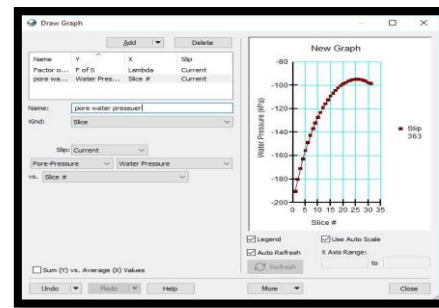 Draw Graph
Add
Delete
Name Y X Slip
Factor o... F of S Lambda Current
pore wa... Water Pres... Slice # Current
Name: pore water presssuer
Kind: Slice
Slip: Current
Pore-Pressure Water Pressure
vs. Slice #
Sum (Y) vs. Average (X) Values
Undo Redo Help
New Graph
Water Pressure (kPa)
-80
-100
-120
-140
-160
-180
-200
0 5 10 15 20 25 30 35
Slice #
Slip
363
Legend Use Auto Scale
Auto Refresh X Axis Range:
Refresh to
More Close